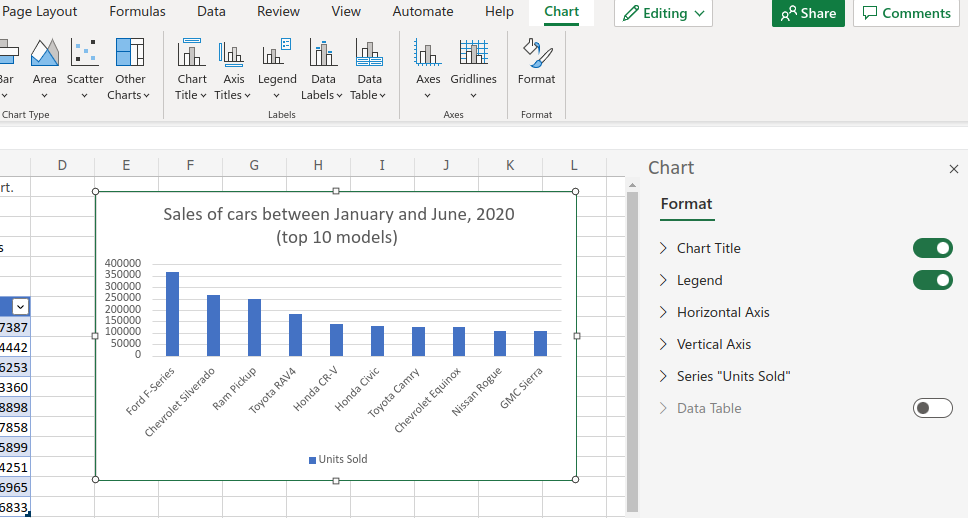 Page Layout Formulas Data Review View Automate Help Chart Editing Share Comments
Bar Area Scatter Other Charts Chart Title Axis Titles Legend Data Labels Data Table Axes Gridlines Format
Chart Type Labels Axes Format
D E F G H I J K L
rt.
s
7387
4442
6253
3360
8898
7858
5899
4251
6965
6833
Sales of cars between January and June, 2020
(top 10 models)
400000
350000
300000
250000
200000
150000
100000
50000
0
Ford F-Series
Chevrolet Silverado
Ram Pickup
Toyota RAV4
Honda CR-V
Honda Civic
Toyota Camry
Chevrolet Equinox
Nissan Rogue
GMC Sierra
Units Sold
Chart
Format
Chart Title
Legend
Horizontal Axis
Vertical Axis
Series "Units Sold"
Data Table